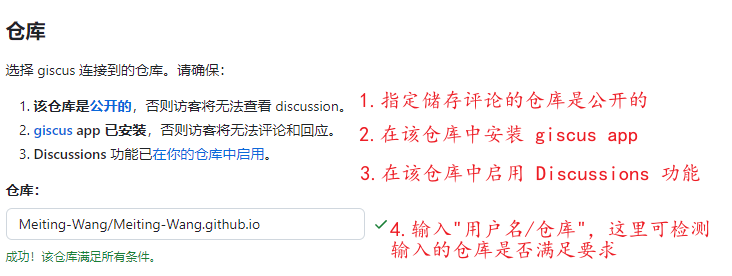 仓库
选择 giscus 连接到的仓库。请确保：
1. 该仓库是公开的，否则访客将无法查看 discussion。
2. giscus app 已安装，否则访客将无法评论和回应。
3. Discussions 功能已在你的仓库中启用。
仓库：
Meiting-Wang/Meiting-Wang.github.io
成功！该仓库满足所有条件。
1. 指定储存评论的仓库是公开的
2. 在该仓库中安装 giscus app
3. 在该仓库中启用 Discussions 功能
4. 输入"用户名/仓库"，这里可检测
输入的仓库是否满足要求